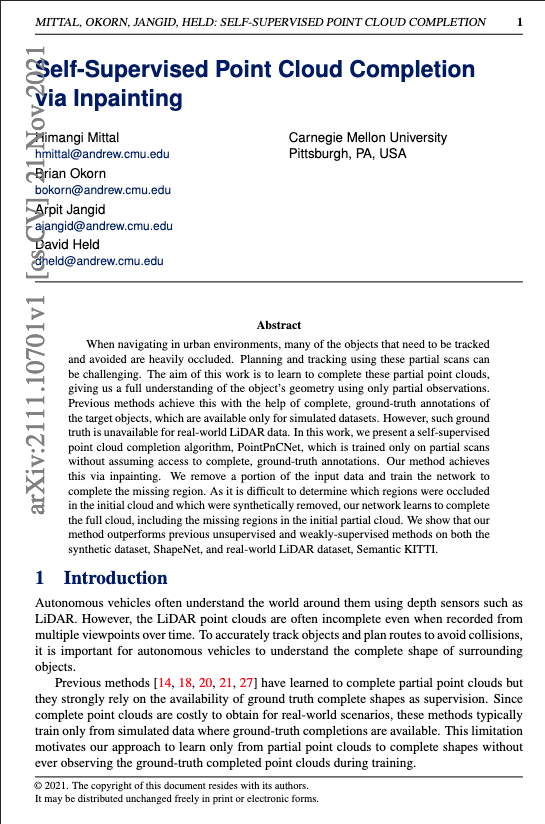 MITTAL, OKORN, JANGID, HELD: SELF-SUPERVISED POINT CLOUD COMPLETION 1
Self-Supervised Point Cloud Completion
via Inpainting
Himangi Mittal
hmittal@andrew.cmu.edu
Brian Okorn
bokorn@andrew.cmu.edu
Arpit Jangid
ajangid@andrew.cmu.edu
David Held
dheld@andrew.cmu.edu
Carnegie Mellon University
Pittsburgh, PA, USA
arXiv:2111.10701v1 [cs.CV] 21 Nov 2021
Abstract
When navigating in urban environments, many of the objects that need to be tracked
and avoided are heavily occluded. Planning and tracking using these partial scans can
be challenging. The aim of this work is to learn to complete these partial point clouds,
giving us a full understanding of the object's geometry using only partial observations.
Previous methods achieve this with the help of complete, ground-truth annotations of
the target objects, which are available only for simulated datasets. However, such ground
truth is unavailable for real-world LiDAR data. In this work, we present a self-supervised
point cloud completion algorithm, PointPnCNet, which is trained only on partial scans
without assuming access to complete, ground-truth annotations. Our method achieves
this via inpainting. We remove a portion of the input data and train the network to
complete the missing region. As it is difficult to determine which regions were occluded
in the initial cloud and which were synthetically removed, our network learns to complete
the full cloud, including the missing regions in the initial partial cloud. We show that our
method outperforms previous unsupervised and weakly-supervised methods on both the
synthetic dataset, ShapeNet, and real-world LiDAR dataset, Semantic KITTI.
1 Introduction
Autonomous vehicles often understand the world around them using depth sensors such as
LiDAR. However, the LiDAR point clouds are often incomplete even when recorded from
multiple viewpoints over time. To accurately track objects and plan routes to avoid collisions,
it is important for autonomous vehicles to understand the complete shape of surrounding
objects.
Previous methods [14, 18, 20, 21, 27] have learned to complete partial point clouds but
they strongly rely on the availability of ground truth complete shapes as supervision. Since
complete point clouds are costly to obtain for real-world scenarios, these methods typically
train only from simulated data where ground-truth completions are available. This limitation
motivates our approach to learn only from partial point clouds to complete shapes without
ever observing the ground-truth completed point clouds during training.
© 2021. The copyright of this document resides with its authors.
It may be distributed unchanged freely in print or electronic forms.